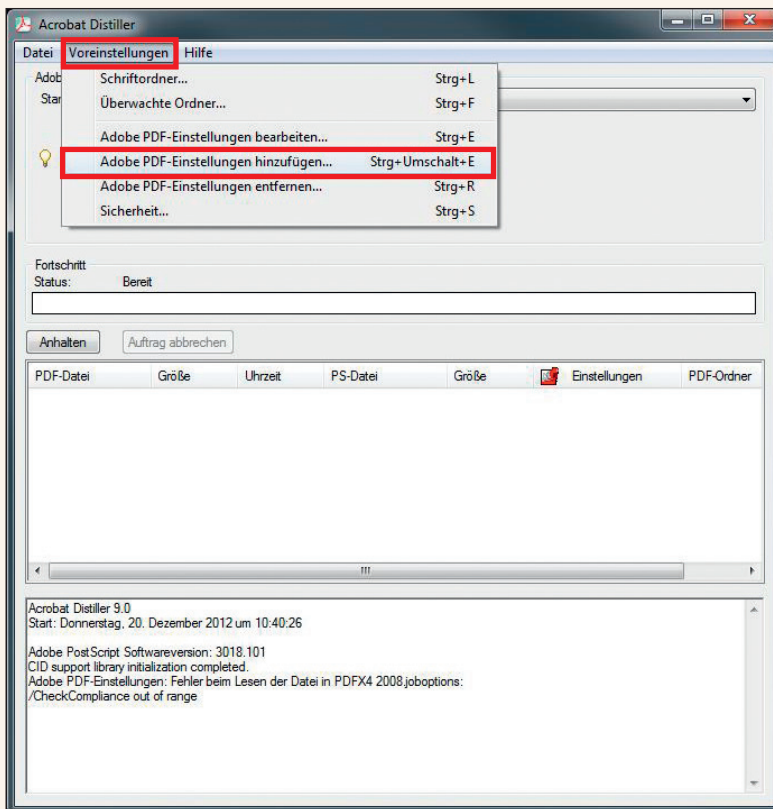 Acrobat Distiller
Datei Voreinstellungen Hilfe
Adob
Star
Schriftordner... Strg+L
Überwachte Ordner... Strg+F
Adobe PDF-Einstellungen bearbeiten... Strg+E
Adobe PDF-Einstellungen hinzufügen... Strg+Umschalt+E
Adobe PDF-Einstellungen entfernen... Strg+R
Sicherheit... Strg+S
Fortschritt
Status: Bereit
Anhalten Auftrag abbrechen
PDF-Datei Größe Uhrzeit PS-Datei Größe Einstellungen PDF-Ordner
Acrobat Distiller 9.0
Start: Donnerstag, 20. Dezember 2012 um 10:40:26
Adobe PostScript Softwareversion: 3018.101
CID support library initialization completed.
Adobe PDF-Einstellungen: Fehler beim Lesen der Datei in PDFX4 2008.joboptions:
/CheckCompliance out of range